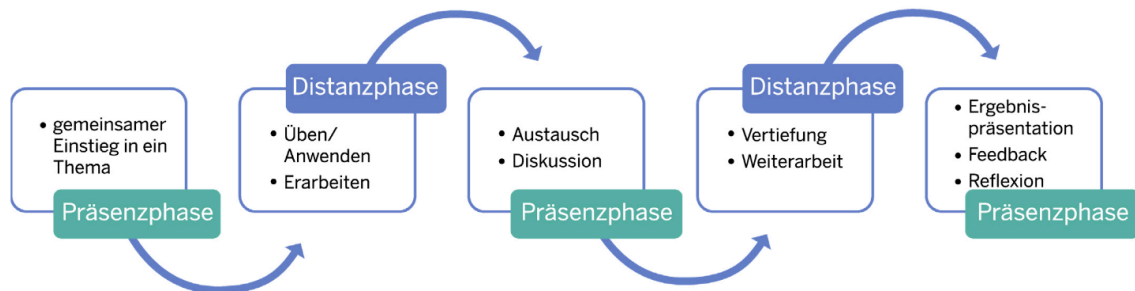 • gemeinsamer
Einstieg in ein
Thema
Präsenzphase
Distanzphase
• Üben/
Anwenden
• Erarbeiten
• Austausch
• Diskussion
Präsenzphase
Distanzphase
• Vertiefung
• Weiterarbeit
• Ergebnis-
präsentation
• Feedback
• Reflexion
Präsenzphase